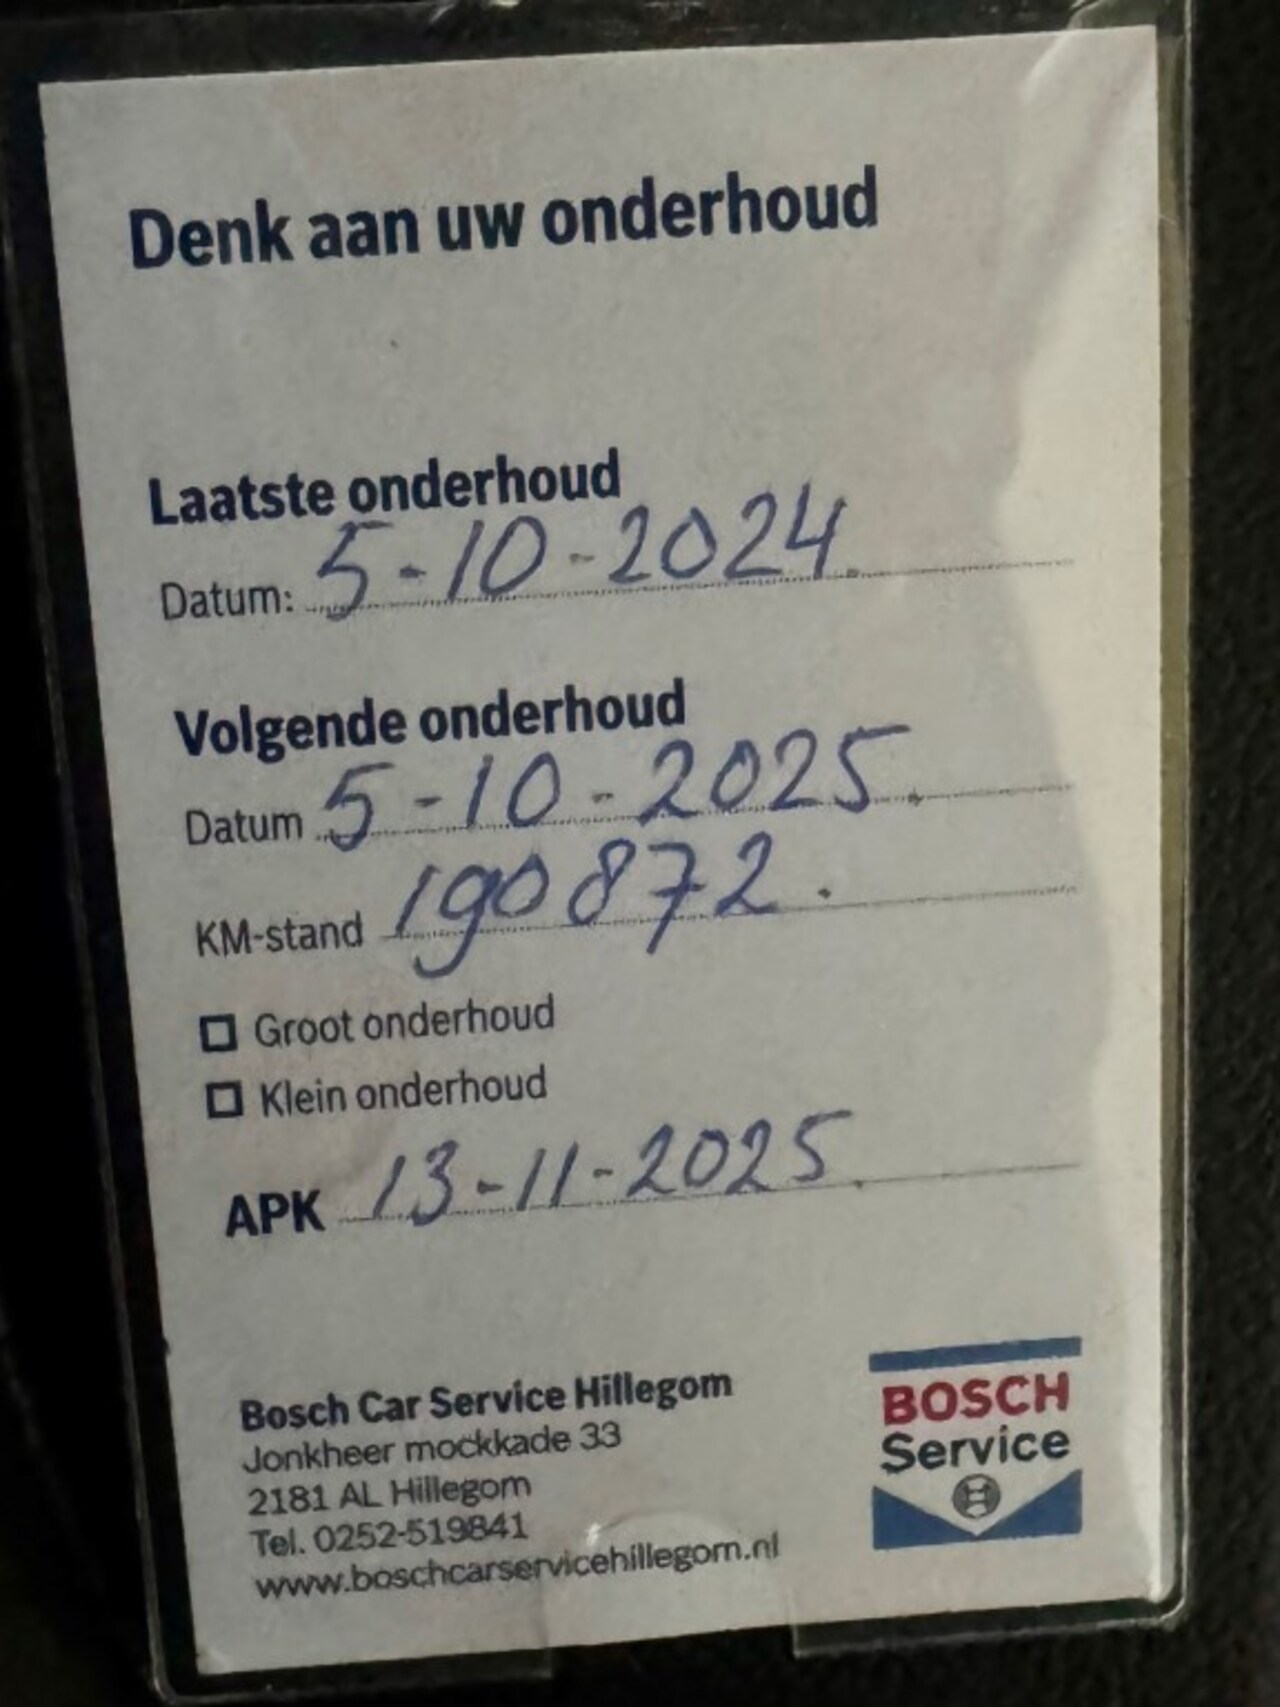 Denk aan uw onderhoud
Laatste onderhoud
Datum: 5-10-2024.
Volgende onderhoud
Datum 5-10-2025.
KM-stand 190872.
Groot onderhoud
Klein onderhoud
APK 13-11-2025.
Bosch Car Service Hillegom
Jonkheer mockkade 33
2181 AL Hillegom
Tel. 0252-519841
www.boschcarservicehillegom.nl
BOSCH
Service